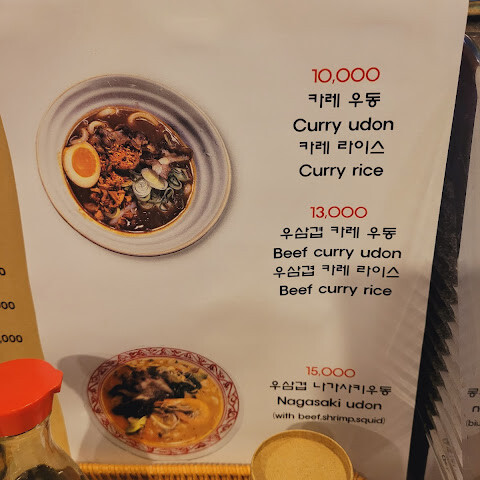 10,000
카레 우동
Curry udon
카레 라이스
Curry rice
13,000
우삼겹 카레 우동
Beef curry udon
우삼겹 카레 라이스
Beef curry rice
15,000
우삼겹 나가사키우동
Nagasaki udon
(with beef,shrimp,squid)